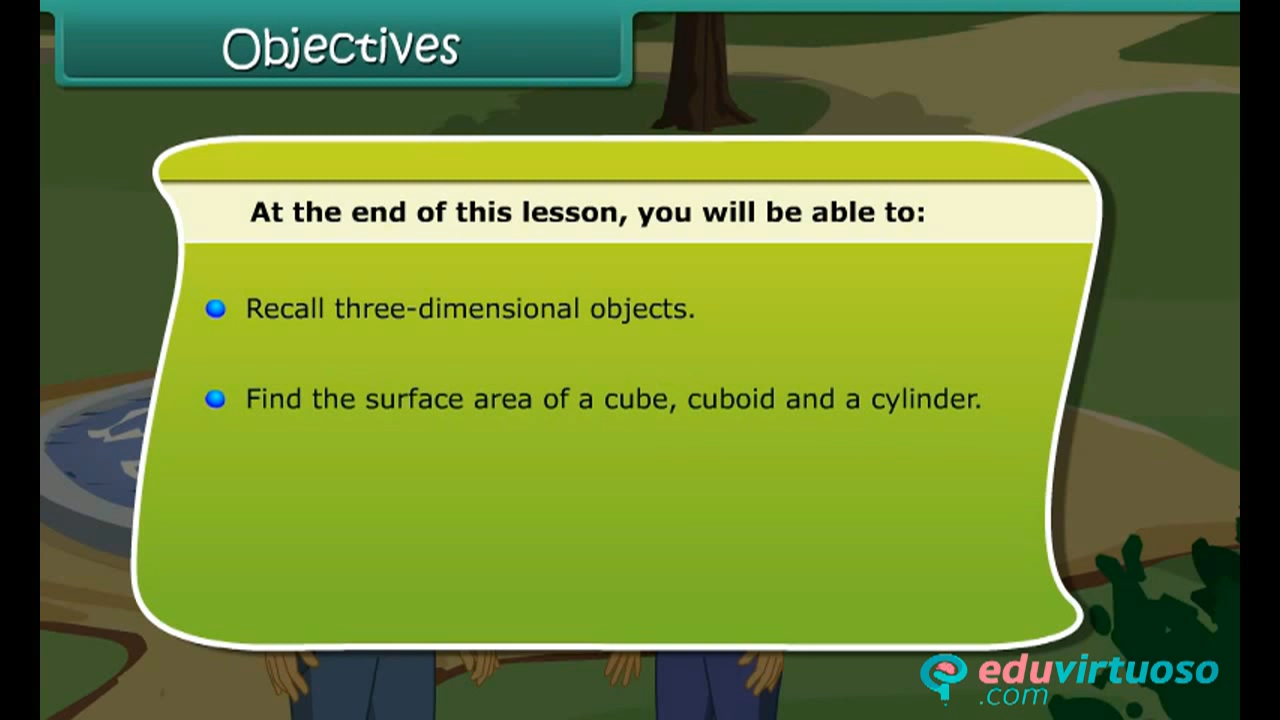 Objectives
At the end of this lesson, you will be able to:
Recall three-dimensional objects.
Find the surface area of a cube, cuboid and a cylinder.
eduvirtuoso
.com